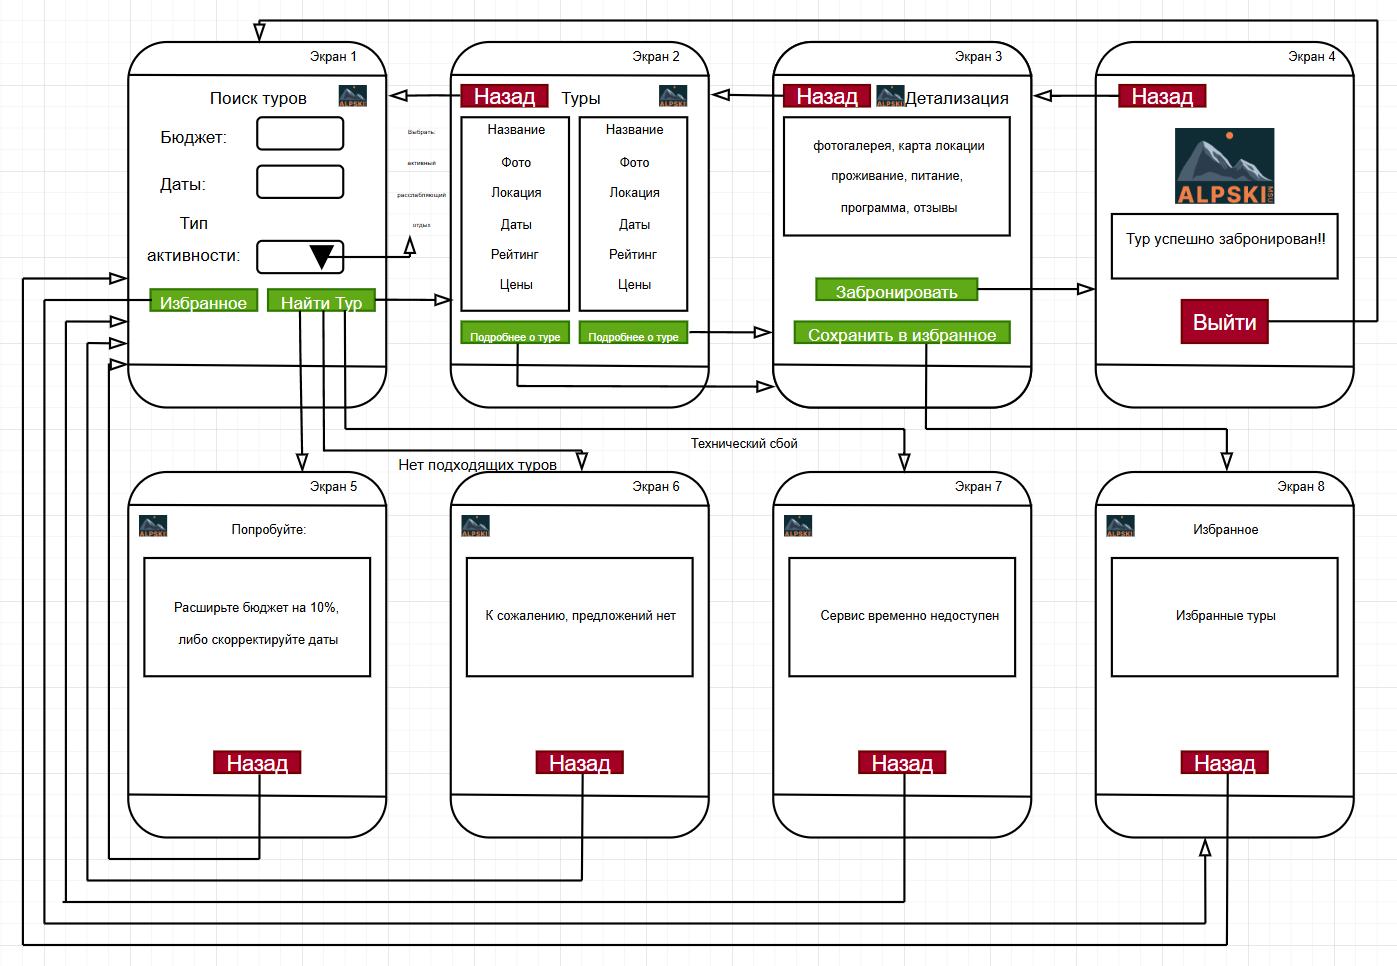 Экран 1
Поиск туров
ALPSKI
Бюджет:
Даты:
Тип
активности:
Избранное
Найти Тур
Выбрать:
активный
расслабляющий
отдых
Экран 2
Назад
Туры
ALPSKI
Название
Фото
Локация
Даты
Рейтинг
Цены
Подробнее о туре
Название
Фото
Локация
Даты
Рейтинг
Цены
Подробнее о туре
Экран 3
Назад
ALPSKI
Детализация
фотогалерея, карта локции
проживание, питание,
программа, отзывы
Забронировать
Сохранить в избранное
Экран 4
Назад
ALPSKI
MSU
Тур успешно забронирован!!
Выйти
Технический сбой
Нет подходящих туров
Экран 5
ALPSKI
Попробуйте:
Расширьте бюджет на 10%,
либо скорректируйте даты
Назад
Экран 6
ALPSKI
К сожалению, предложений нет
Назад
Экран 7
ALPSKI
Сервис временно недоступен
Назад
Экран 8
ALPSKI
Избранное
Избранные туры
Назад